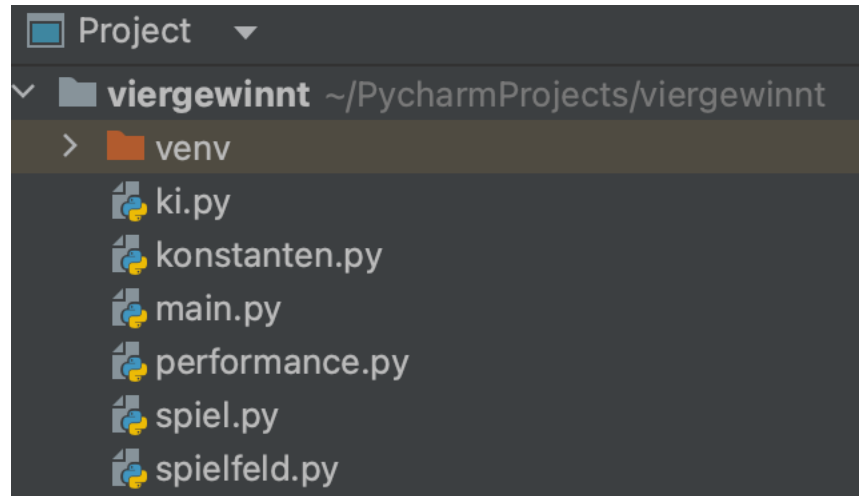 Project
viergewinnt ~/PycharmProjects/viergewinnt
venv
ki.py
konstanten.py
main.py
performance.py
spiel.py
spielfeld.py